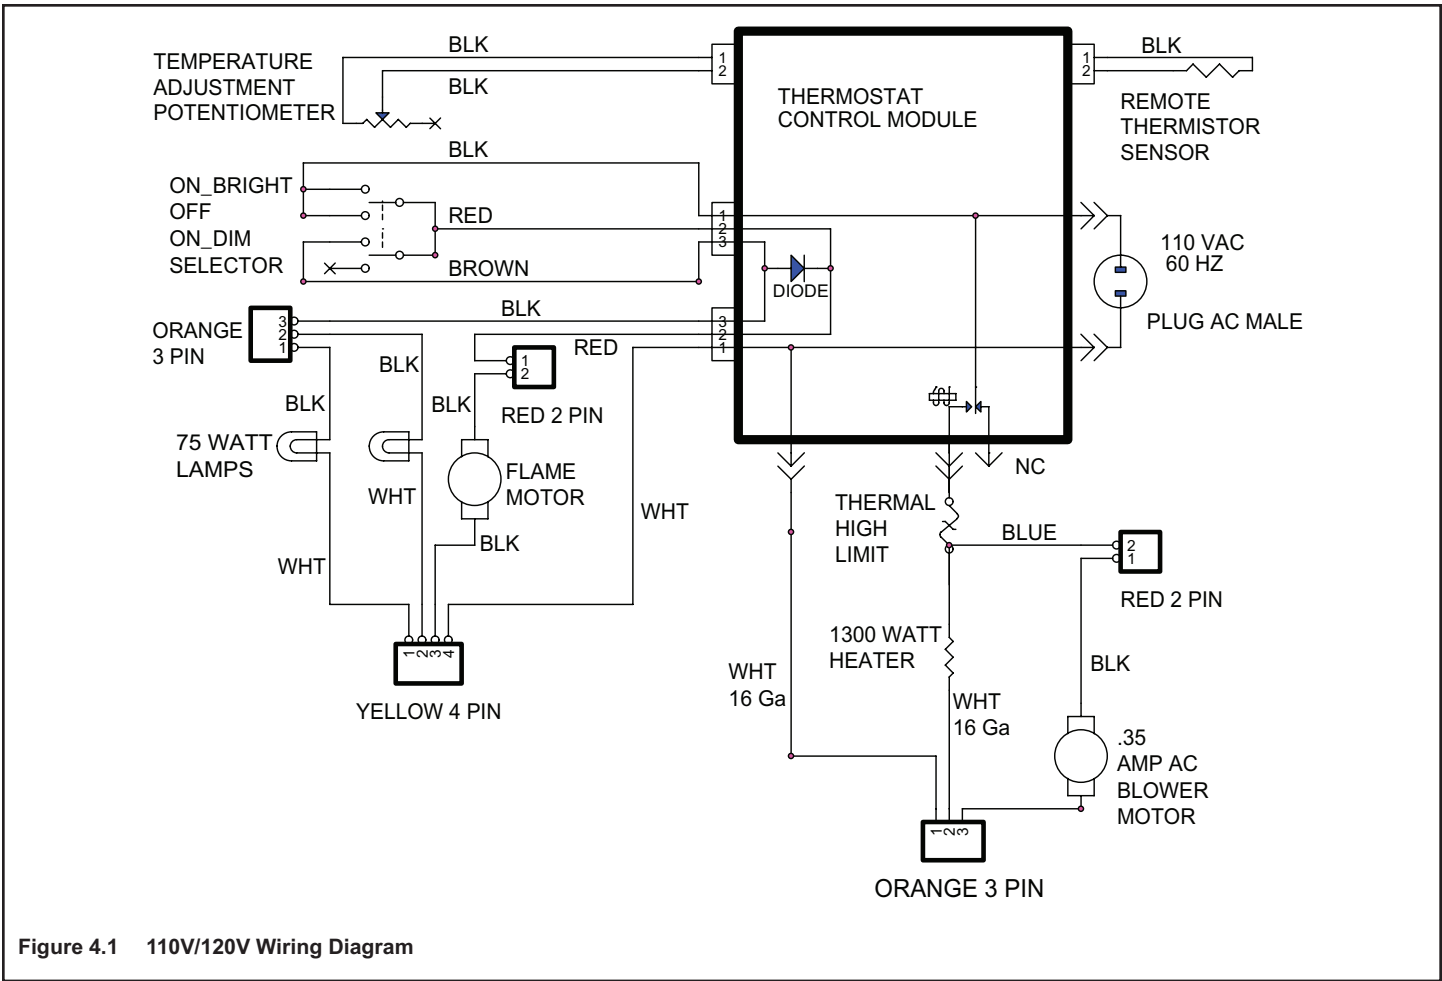 BLK
TEMPERATURE
ADJUSTMENT
POTENTIOMETER
BLK
1
2
THERMOSTAT
CONTROL MODULE
1
2
BLK
REMOTE
THERMISTOR
SENSOR
BLK
ON_BRIGHT
OFF
ON_DIM
SELECTOR
RED
BROWN
1
2
3
DIODE
110 VAC
60 HZ
PLUG AC MALE
ORANGE
3 PIN
3
2
1
BLK
3
2
1
RED
BLK
1
2
RED 2 PIN
BLK
BLK
75 WATT
LAMPS
WHT
FLAME
MOTOR
BLK
WHT
WHT
1 2 3 4
YELLOW 4 PIN
NC
THERMAL
HIGH
LIMIT
BLUE
2
1
RED 2 PIN
1300 WATT
HEATER
BLK
WHT
16 Ga
WHT
16 Ga
.35
AMP AC
BLOWER
MOTOR
1 2 3
ORANGE 3 PIN
Figure 4.1 110V/120V Wiring Diagram